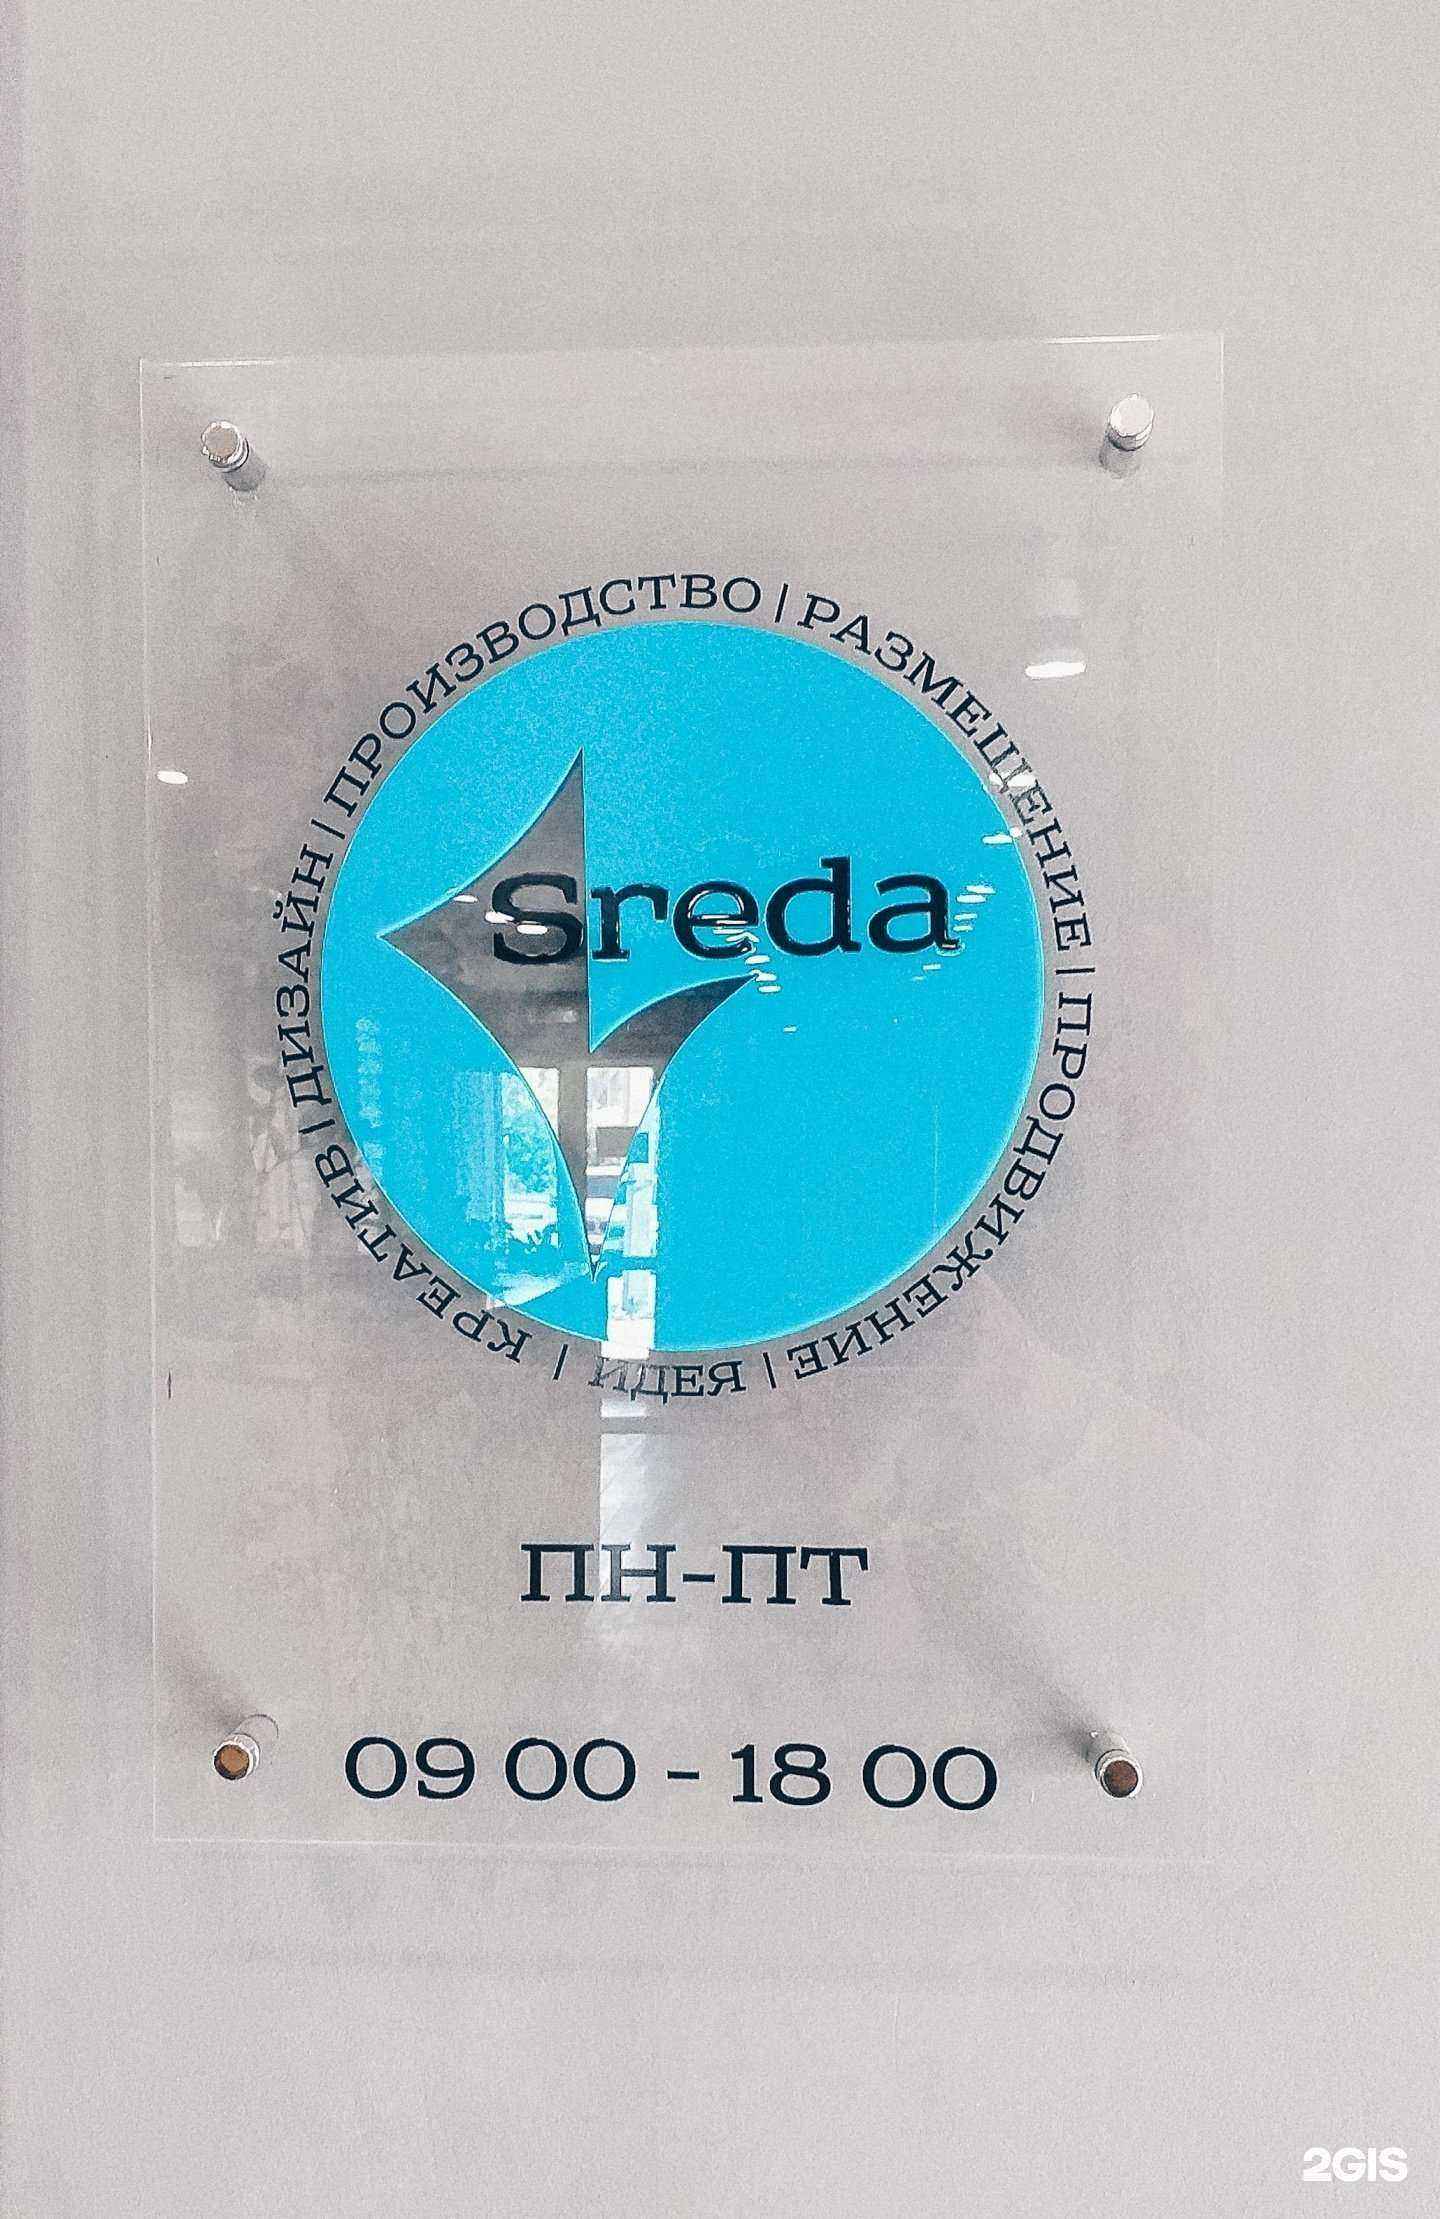 ИДЕЯ | КРЕАТИВ | ДИЗАЙН | ПРОИЗВОДСТВО | РАЗМЕЩЕНИЕ | ПРОДВИЖЕНИЕ |
sreda
ПН-ПТ
09 00 - 18 00
2GIS